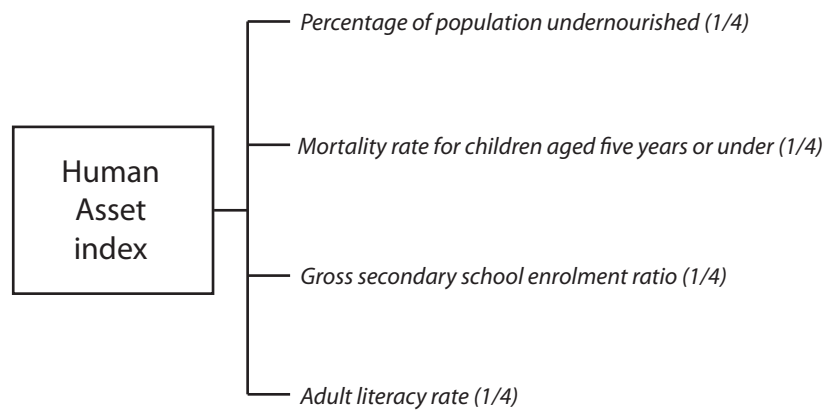 Percentage of population undernourished (1/4)
Mortality rate for children aged five years or under (1/4)
Human
Asset
index
Gross secondary school enrolment ratio (1/4)
Adult literacy rate (1/4)